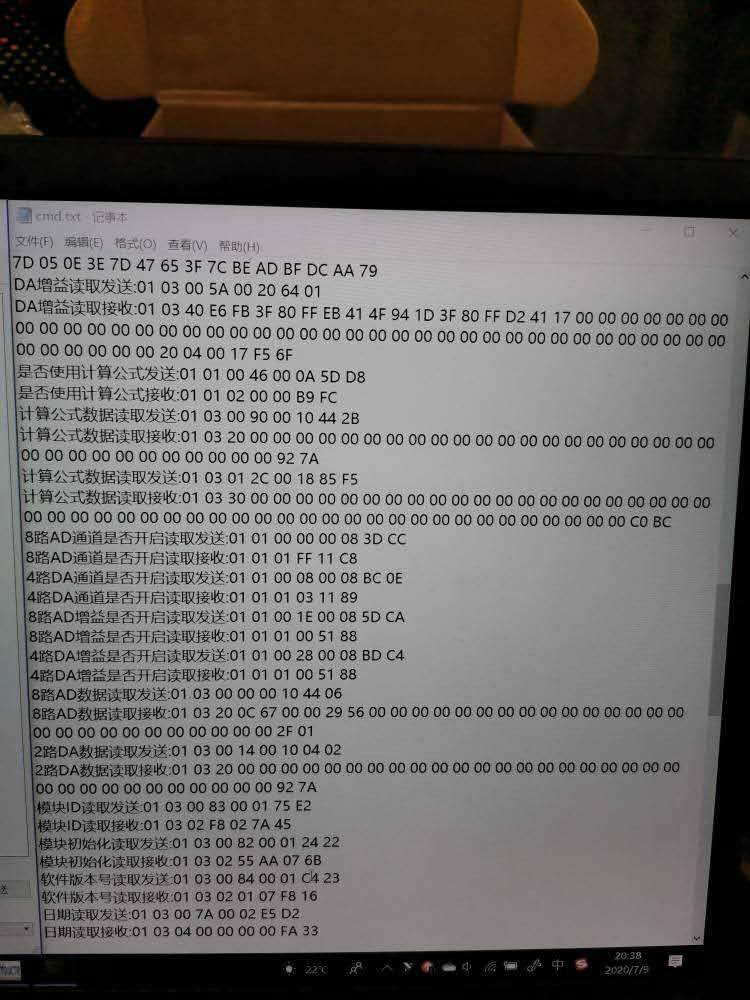 cmd.txt - 记事本
文件(F) 编辑(E) 格式(O) 查看(V) 帮助(H)
7D 05 0E 3E 7D 47 65 3F 7C BE AD BF DC AA 79
DA增益读取发送:01 03 00 5A 00 20 64 01
DA增益读取接收:01 03 40 E6 FB 3F 80 FF EB 41 4F 94 1D 3F 80 FF D2 41 17 00 00 00 00 00 00 00
00 00 00 00 00 00 00 00 00 00 00 00 00 00 00 00 00 00 00 00 00 00 00 00 00 00 00 00 00 00
00 00 00 00 00 00 20 04 00 17 F5 6F
是否使用计算公式发送:01 01 00 46 00 0A 5D D8
是否使用计算公式接收:01 01 02 00 00 B9 FC
计算公式数据读取发送:01 03 00 90 00 10 44 2B
计算公式数据读取接收:01 03 20 00 00 00 00 00 00 00 00 00 00 00 00 00 00 00 00 00 00 00 00
00 00 00 00 00 00 00 00 00 00 00 92 7A
计算公式数据读取发送:01 03 01 2C 00 18 85 F5
计算公式数据读取接收:01 03 30 00 00 00 00 00 00 00 00 00 00 00 00 00 00 00 00 00 00 00 00
00 00 00 00 00 00 00 00 00 00 00 00 00 00 00 00 00 00 00 00 00 00 00 00 00 00 C0 BC
8路AD通道是否开启读取发送:01 01 00 00 00 08 3D CC
8路AD通道是否开启读取接收:01 01 01 FF 11 C8
4路DA通道是否开启读取发送:01 01 00 08 00 08 BC 0E
4路DA通道是否开启读取接收:01 01 01 03 11 89
8路AD增益是否开启读取发送:01 01 00 1E 00 08 5D CA
8路AD增益是否开启读取接收:01 01 01 00 51 88
4路DA增益是否开启读取发送:01 01 00 28 00 08 BD C4
4路DA增益是否开启读取接收:01 01 01 00 51 88
8路AD数据读取发送:01 03 00 00 00 10 44 06
8路AD数据读取接收:01 03 20 0C 67 00 00 29 56 00 00 00 00 00 00 00 00 00 00 00 00 00 00
00 00 00 00 00 00 00 00 00 00 00 2F 01
2路DA数据读取发送:01 03 00 14 00 10 04 02
2路DA数据读取接收:01 03 20 00 00 00 00 00 00 00 00 00 00 00 00 00 00 00 00 00 00 00
00 00 00 00 00 00 00 00 00 00 00 92 7A
模块ID读取发送:01 03 00 83 00 01 75 E2
模块ID读取接收:01 03 02 F8 02 7A 45
模块初始化读取发送:01 03 00 82 00 01 24 22
模块初始化读取接收:01 03 02 55 AA 07 6B
软件版本号读取发送:01 03 00 84 00 01 C4 23
软件版本号读取接收:01 03 02 01 07 F8 16
日期读取发送:01 03 00 7A 00 02 E5 D2
日期读取接收:01 03 04 00 00 00 00 FA 33
22℃ 中 20:38
2020/7/9